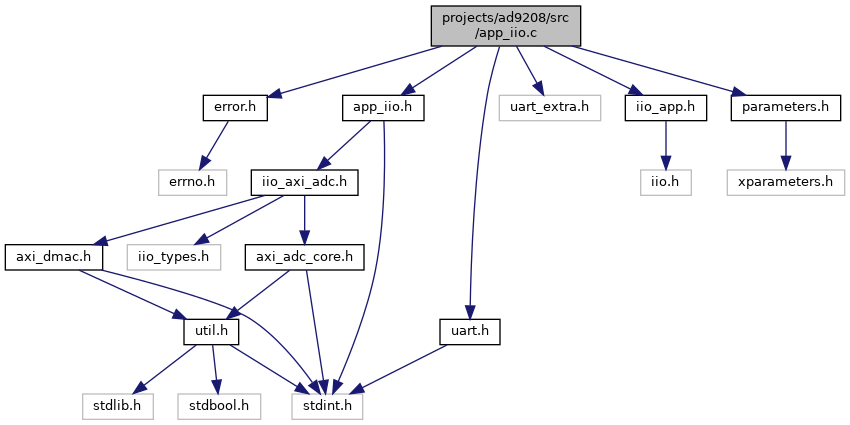 projects/ad9208/src
/app_iio.c
error.h
app_iio.h
uart_extra.h
iio_app.h
parameters.h
errno.h
iio_axi_adc.h
iio.h
xparameters.h
axi_dmac.h
iio_types.h
axi_adc_core.h
util.h
uart.h
stdlib.h
stdbool.h
stdint.h